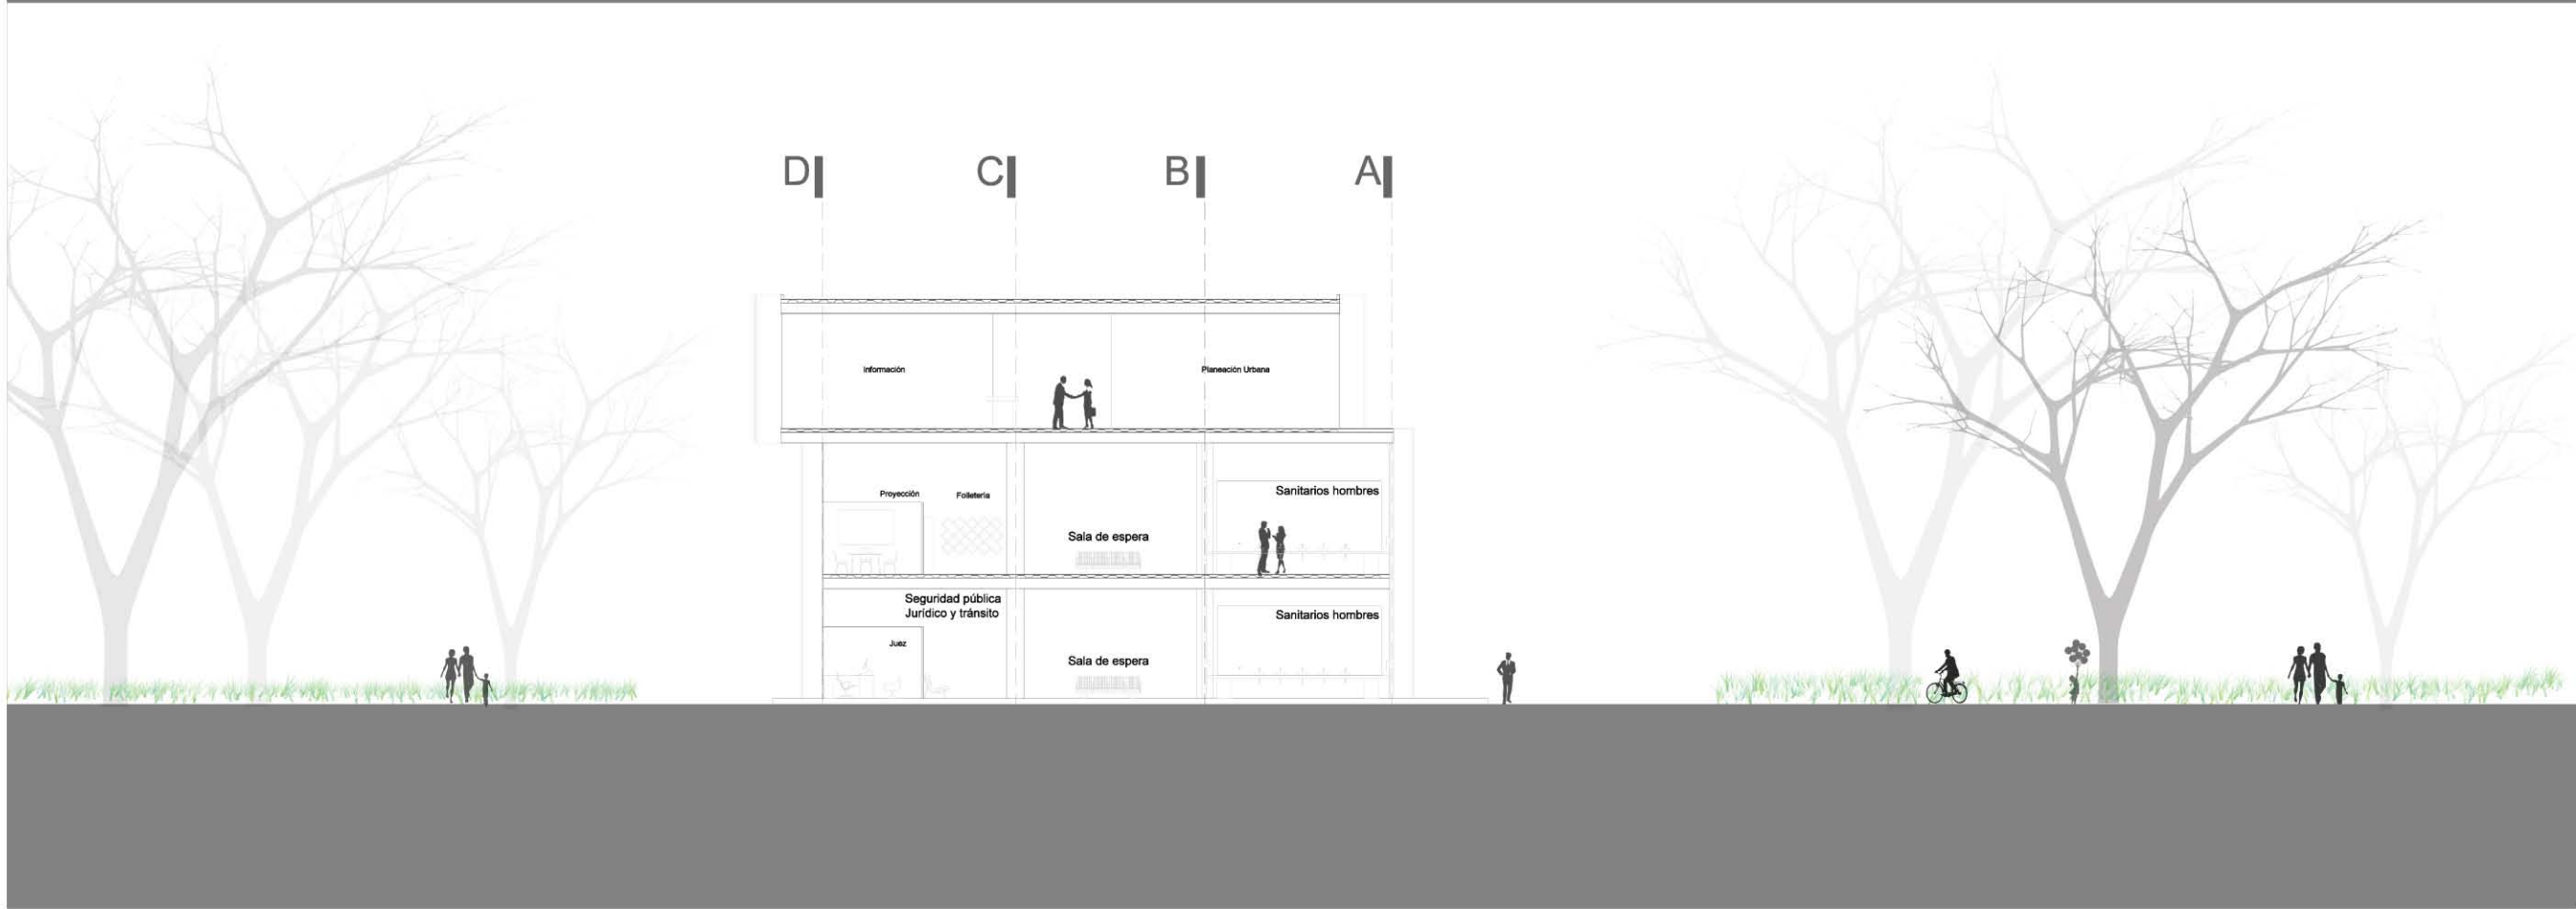 D
C
B
A
Información
Planeación Urbana
Proyección
Folletería
Sanitarios hombres
Sala de espera
Seguridad pública
Jurídico y tránsito
Sanitarios hombres
Juez
Sala de espera